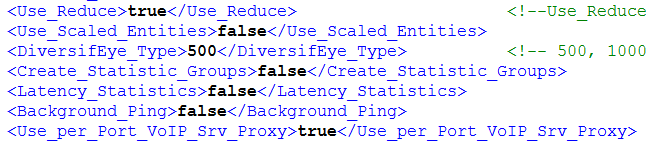 <Use_Reduce>true</Use_Reduce> <!--Use_Reduce
<Use_Scaled_Entities>false</Use_Scaled_Entities>
<DiversifEye_Type>500</DiversifEye_Type> <!-- 500, 1000
<Create_Statistic_Groups>false</Create_Statistic_Groups>
<Latency_Statistics>false</Latency_Statistics>
<Background_Ping>false</Background_Ping>
<Use_per_Port_VoIP_Srv_Proxy>true</Use_per_Port_VoIP_Srv_Proxy>